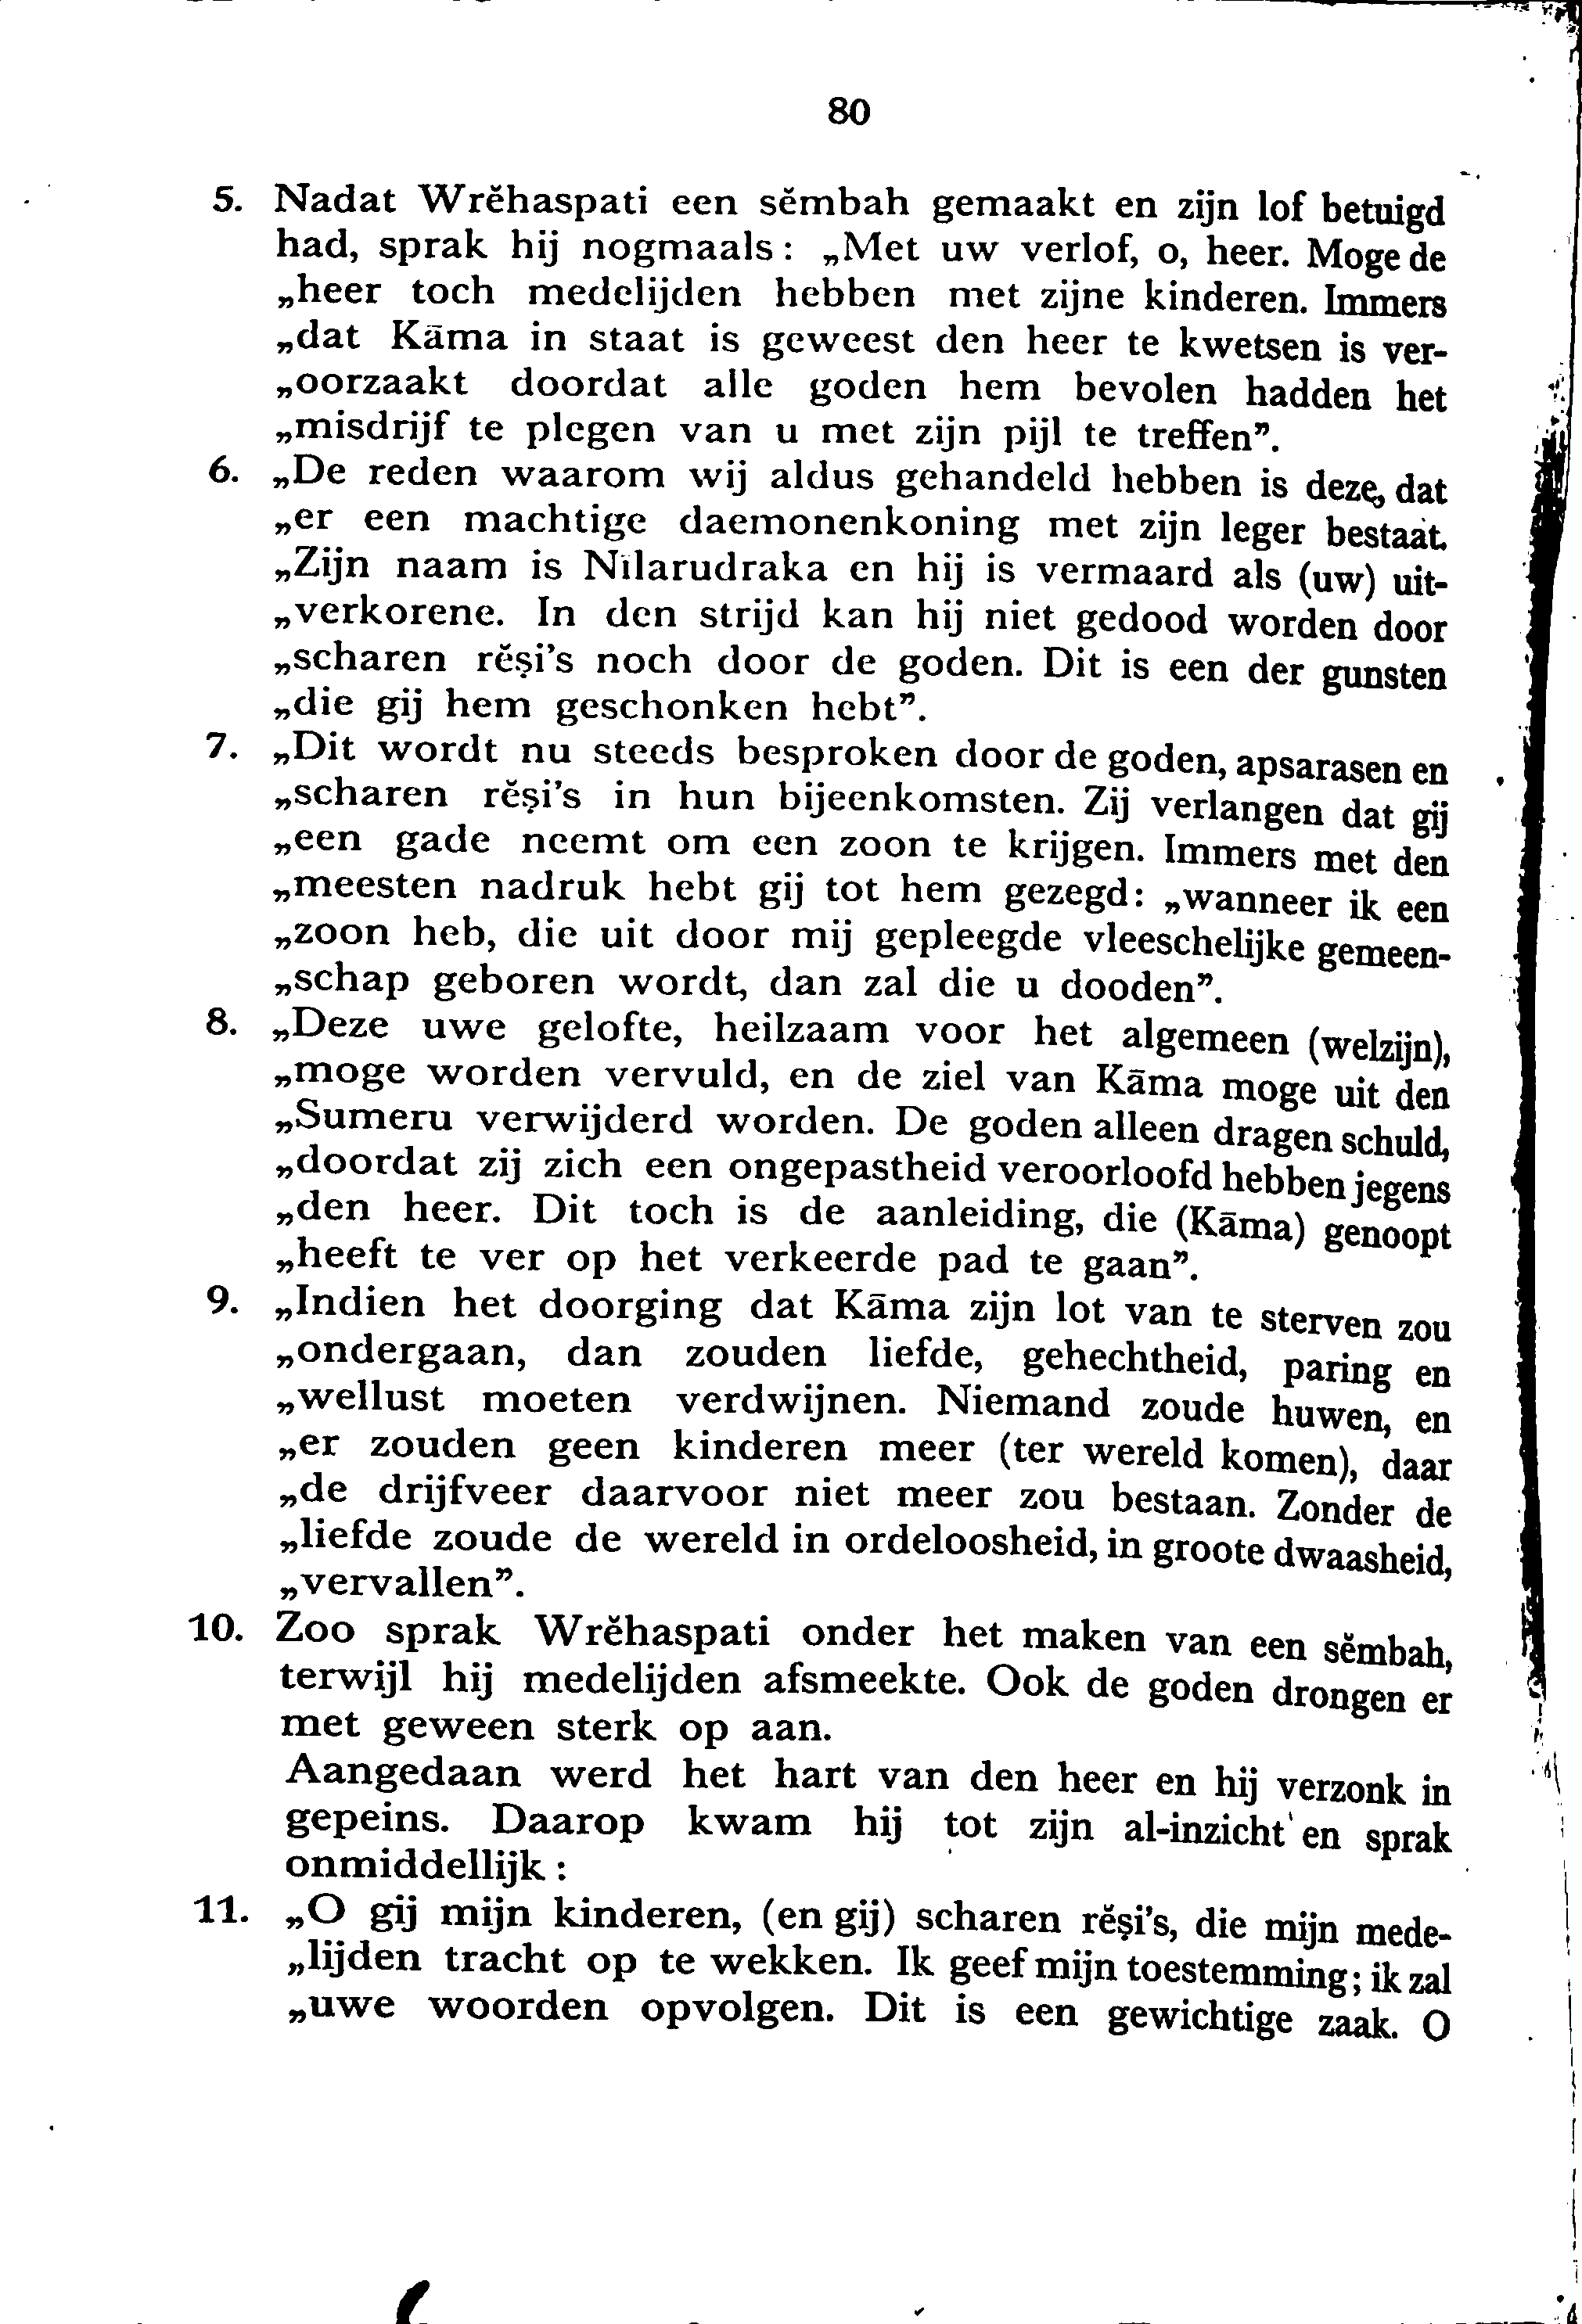 80
5. Nadat Wrĕhaspati een sĕmbah gemaakt en zijn lof betuigd
had, sprak hij nogmaals: „Met uw verlof, o, heer. Moge de
„heer toch medelijden hebben met zijne kinderen. Immers
„dat Kāma in staat is geweest den heer te kwetsen is ver-
„oorzaakt doordat alle goden hem bevolen hadden het
„misdrijf te plegen van u met zijn pijl te treffen”.
6. „De reden waarom wij aldus gehandeld hebben is deze, dat
„er een machtige daemonenkoning met zijn leger bestaat.
„Zijn naam is Nīlarudraka en hij is vermaard als (uw) uit-
„verkorene. In den strijd kan hij niet gedood worden door
„scharen rĕṣi's noch door de goden. Dit is een der gunsten
„die gij hem geschonken hebt”.
7. „Dit wordt nu steeds besproken door de goden, apsarasen en
„scharen rĕṣi's in hun bijeenkomsten. Zij verlangen dat gij
„een gade neemt om een zoon te krijgen. Immers met den
„meesten nadruk hebt gij tot hem gezegd: „wanneer ik een
„zoon heb, die uit door mij gepleegde vleeschelijke gemeen-
„schap geboren wordt, dan zal die u dooden”.
8. „Deze uwe gelofte, heilzaam voor het algemeen (welzijn),
„moge worden vervuld, en de ziel van Kāma moge uit den
„Sumeru verwijderd worden. De goden alleen dragen schuld,
„doordat zij zich een ongepastheid veroorloofd hebben jegens
„den heer. Dit toch is de aanleiding, die (Kāma) genoopt
„heeft te ver op het verkeerde pad te gaan”.
9. „Indien het doorging dat Kāma zijn lot van te sterven zou
„ondergaan, dan zouden liefde, gehechtheid, paring en
„wellust moeten verdwijnen. Niemand zoude huwen, en
„er zouden geen kinderen meer (ter wereld komen), daar
„de drijfveer daarvoor niet meer zou bestaan. Zonder de
„liefde zoude de wereld in ordeloosheid, in groote dwaasheid,
„vervallen”.
10. Zoo sprak Wrĕhaspati onder het maken van een sĕmbah,
terwijl hij medelijden afsmeekte. Ook de goden drongen er
met geween sterk op aan.
Aangedaan werd het hart van den heer en hij verzonk in
gepeins. Daarop kwam hij tot zijn al-inzicht en sprak
onmiddellijk:
11. „O gij mijn kinderen, (en gij) scharen rĕṣi's, die mijn mede-
„lijden tracht op te wekken. Ik geef mijn toestemming; ik zal
„uwe woorden opvolgen. Dit is een gewichtige zaak. O